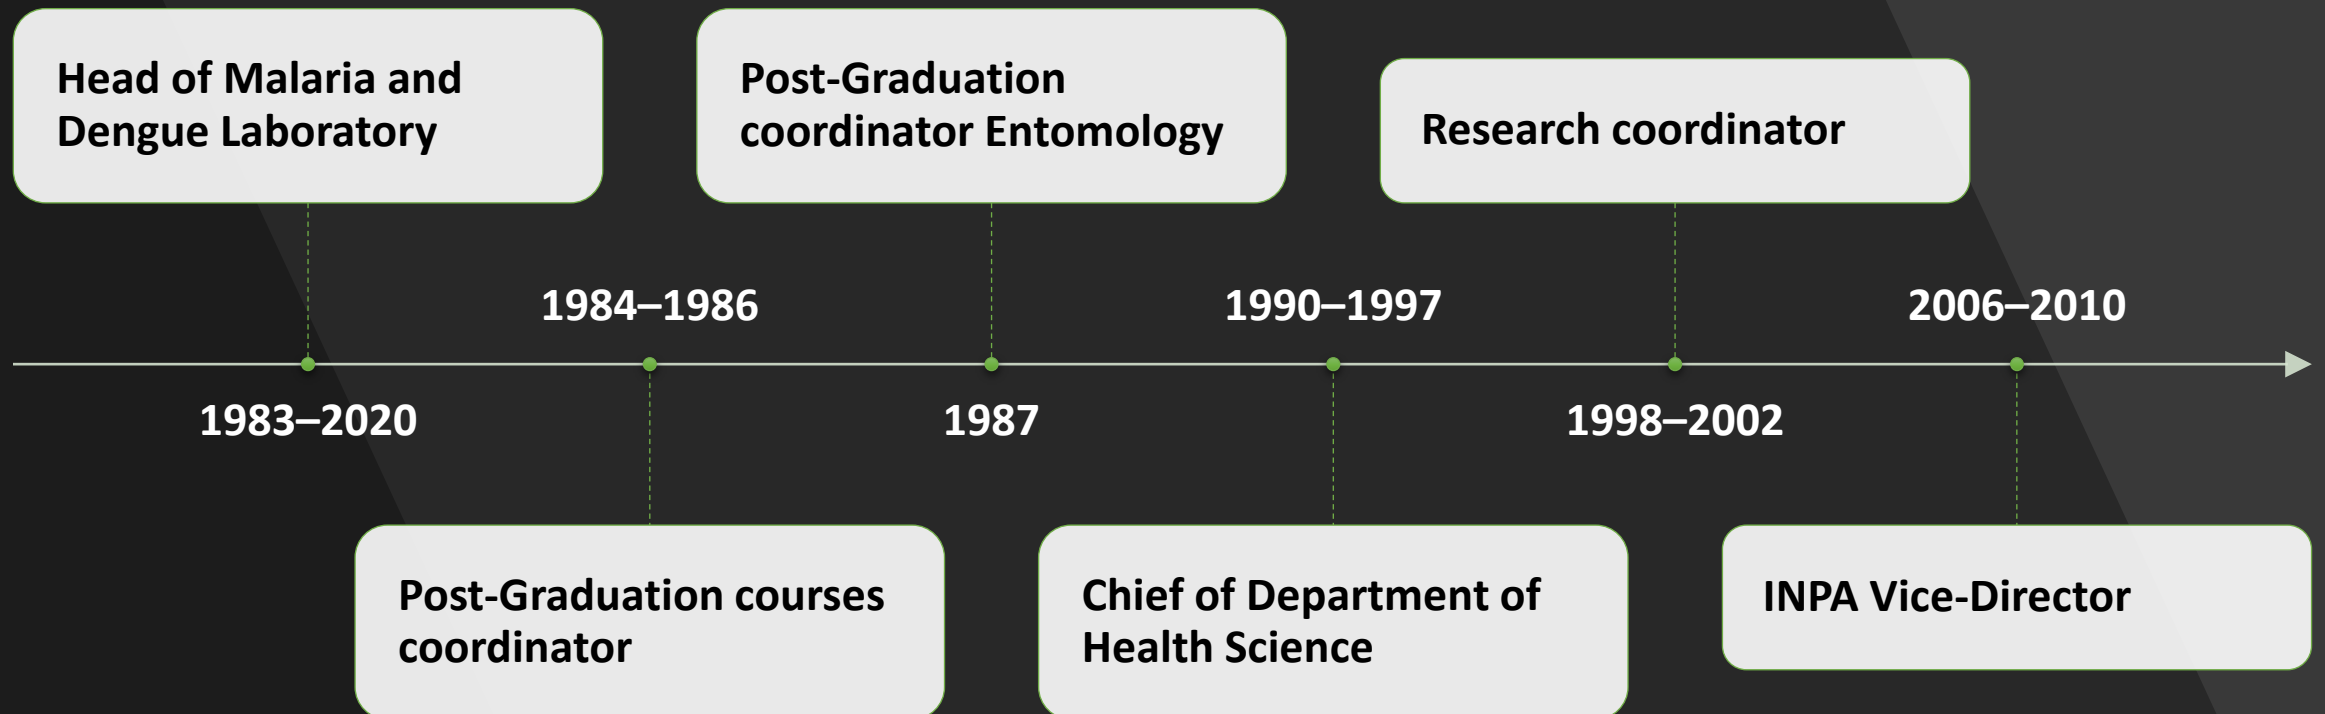 Head of Malaria and
Dengue Laboratory
Post-Graduation
coordinator Entomology
Research coordinator
1984–1986
1990–1997
2006–2010
1983–2020
1987
1998–2002
Post-Graduation courses
coordinator
Chief of Department of
Health Science
INPA Vice-Director